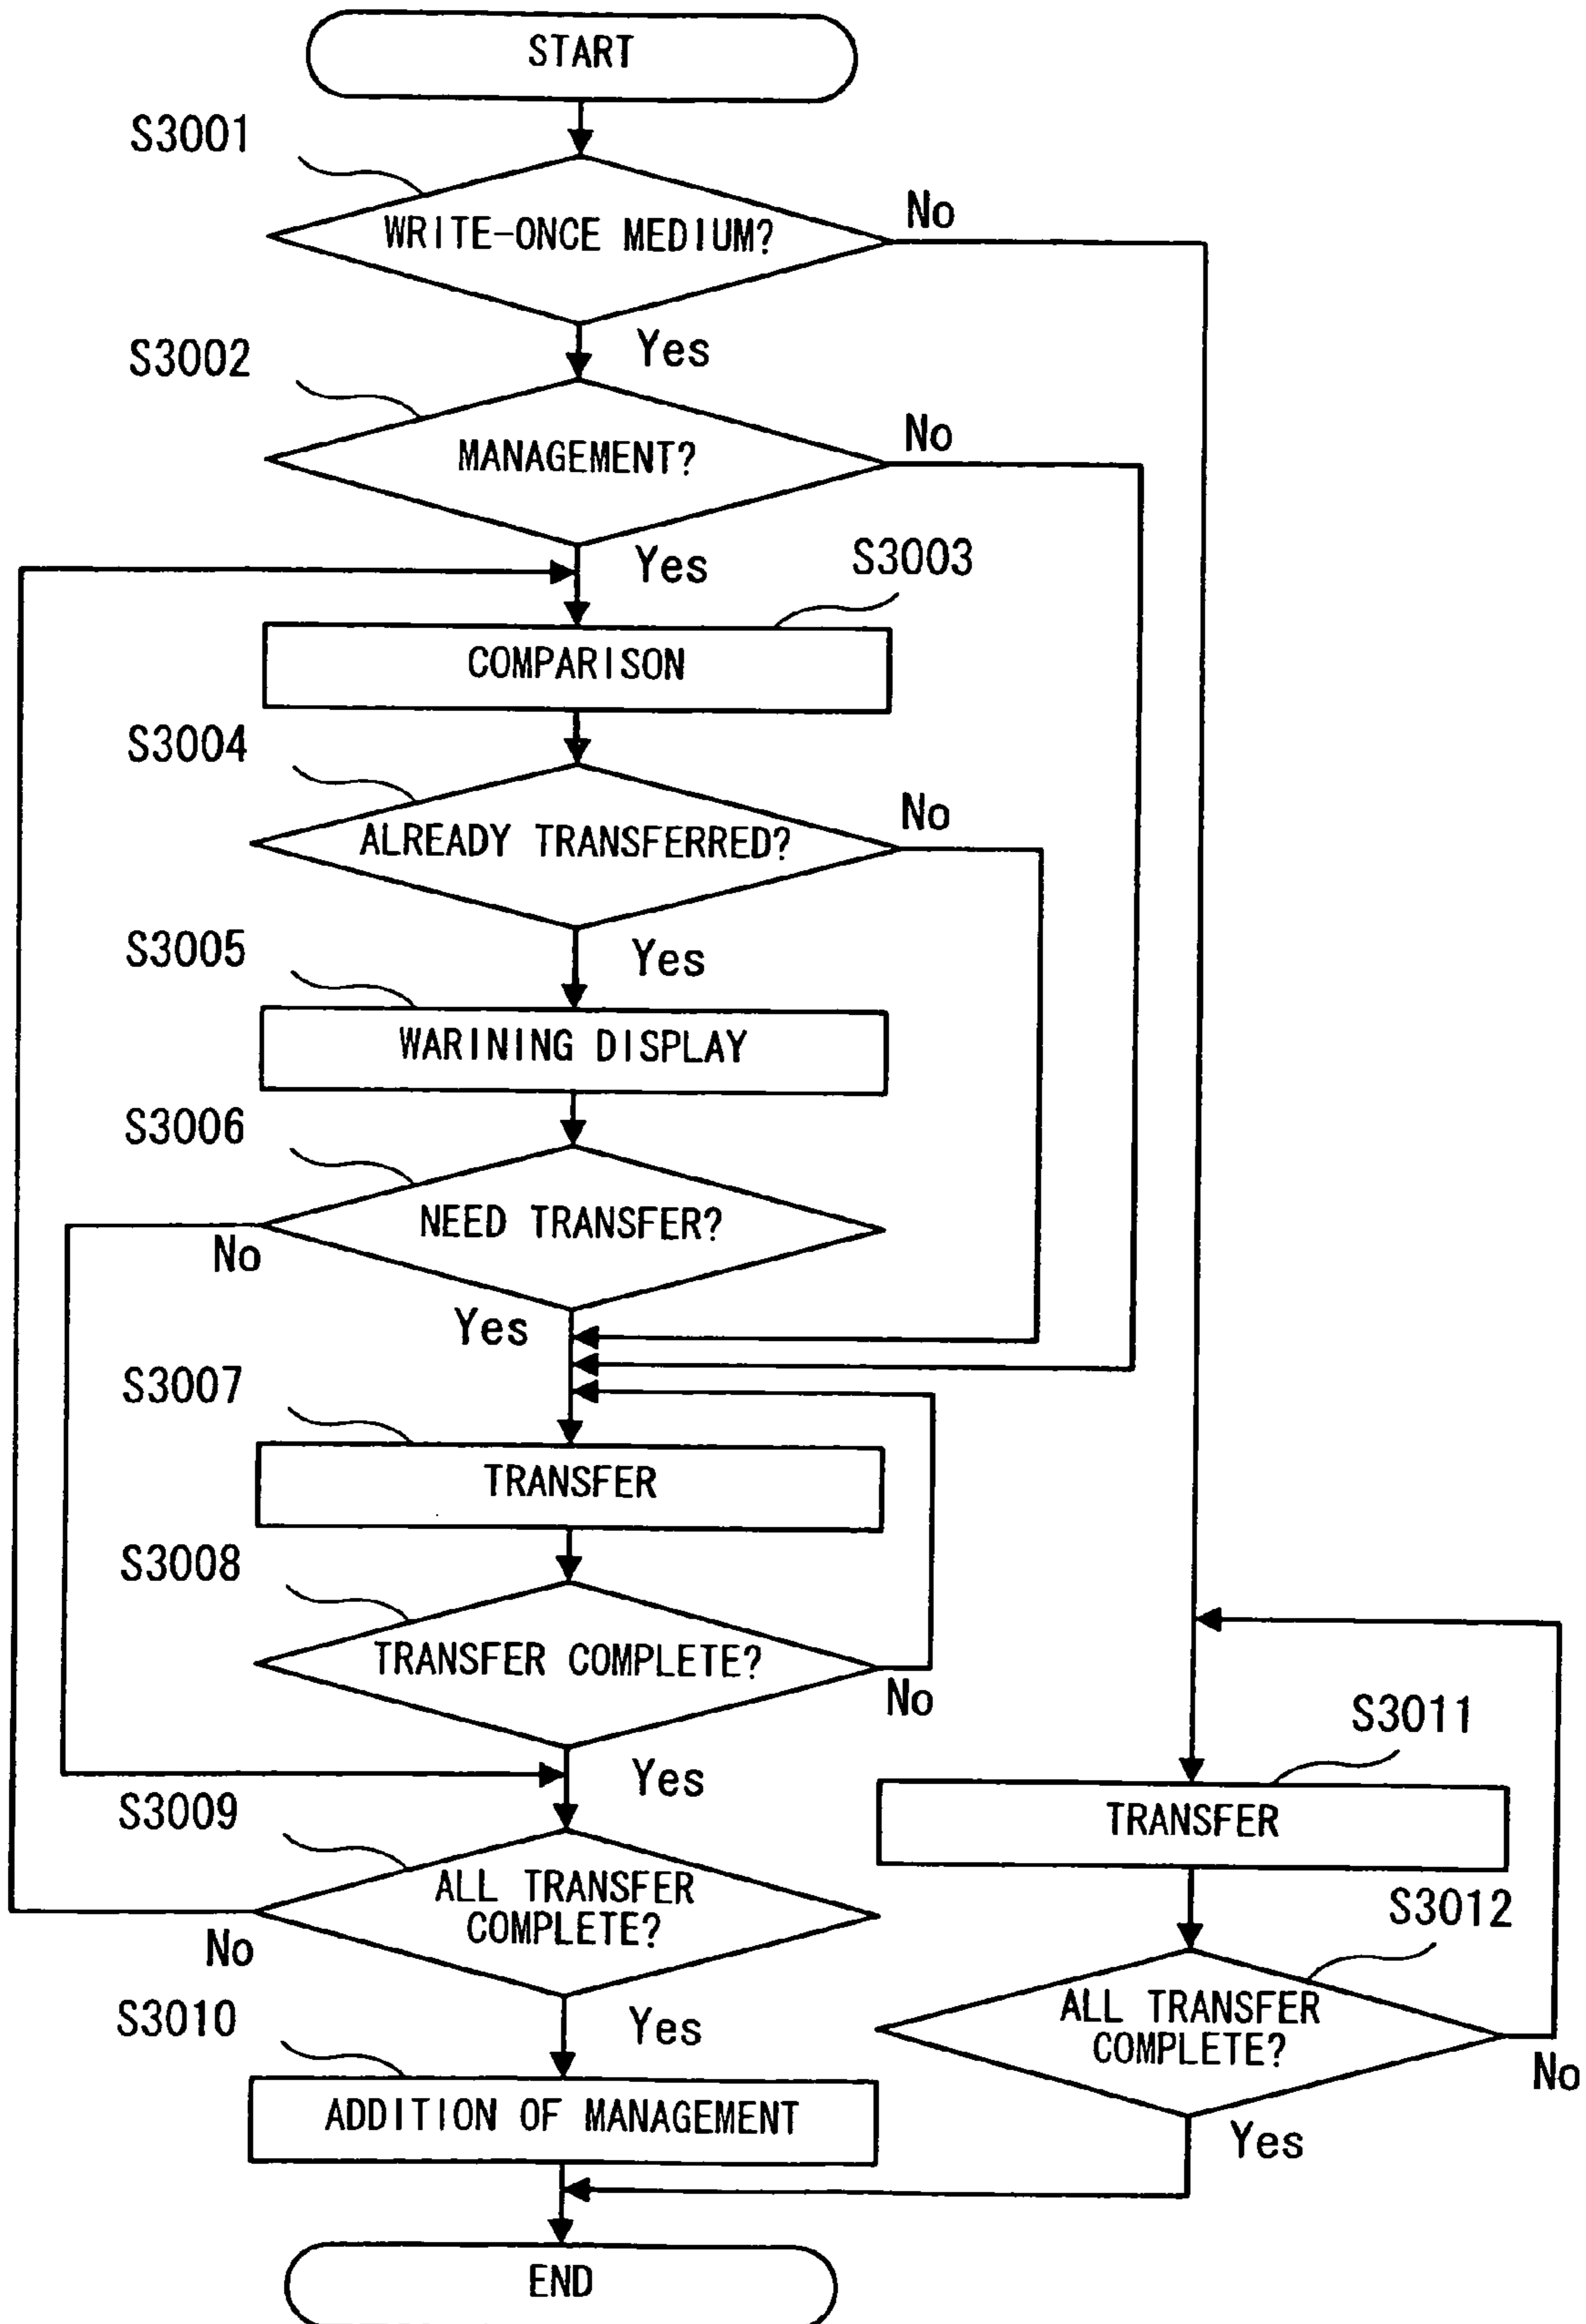 START
S3001
WRITE-ONCE MEDIUM?
No
Yes
S3002
MANAGEMENT?
No
Yes
S3003
COMPARISON
S3004
ALREADY TRANSFERRED?
No
Yes
S3005
WARINING DISPLAY
S3006
NEED TRANSFER?
No
Yes
S3007
TRANSFER
S3008
TRANSFER COMPLETE?
No
Yes
S3009
ALL TRANSFER
COMPLETE?
No
Yes
S3010
ADDITION OF MANAGEMENT
S3011
TRANSFER
S3012
ALL TRANSFER
COMPLETE?
No
Yes
END